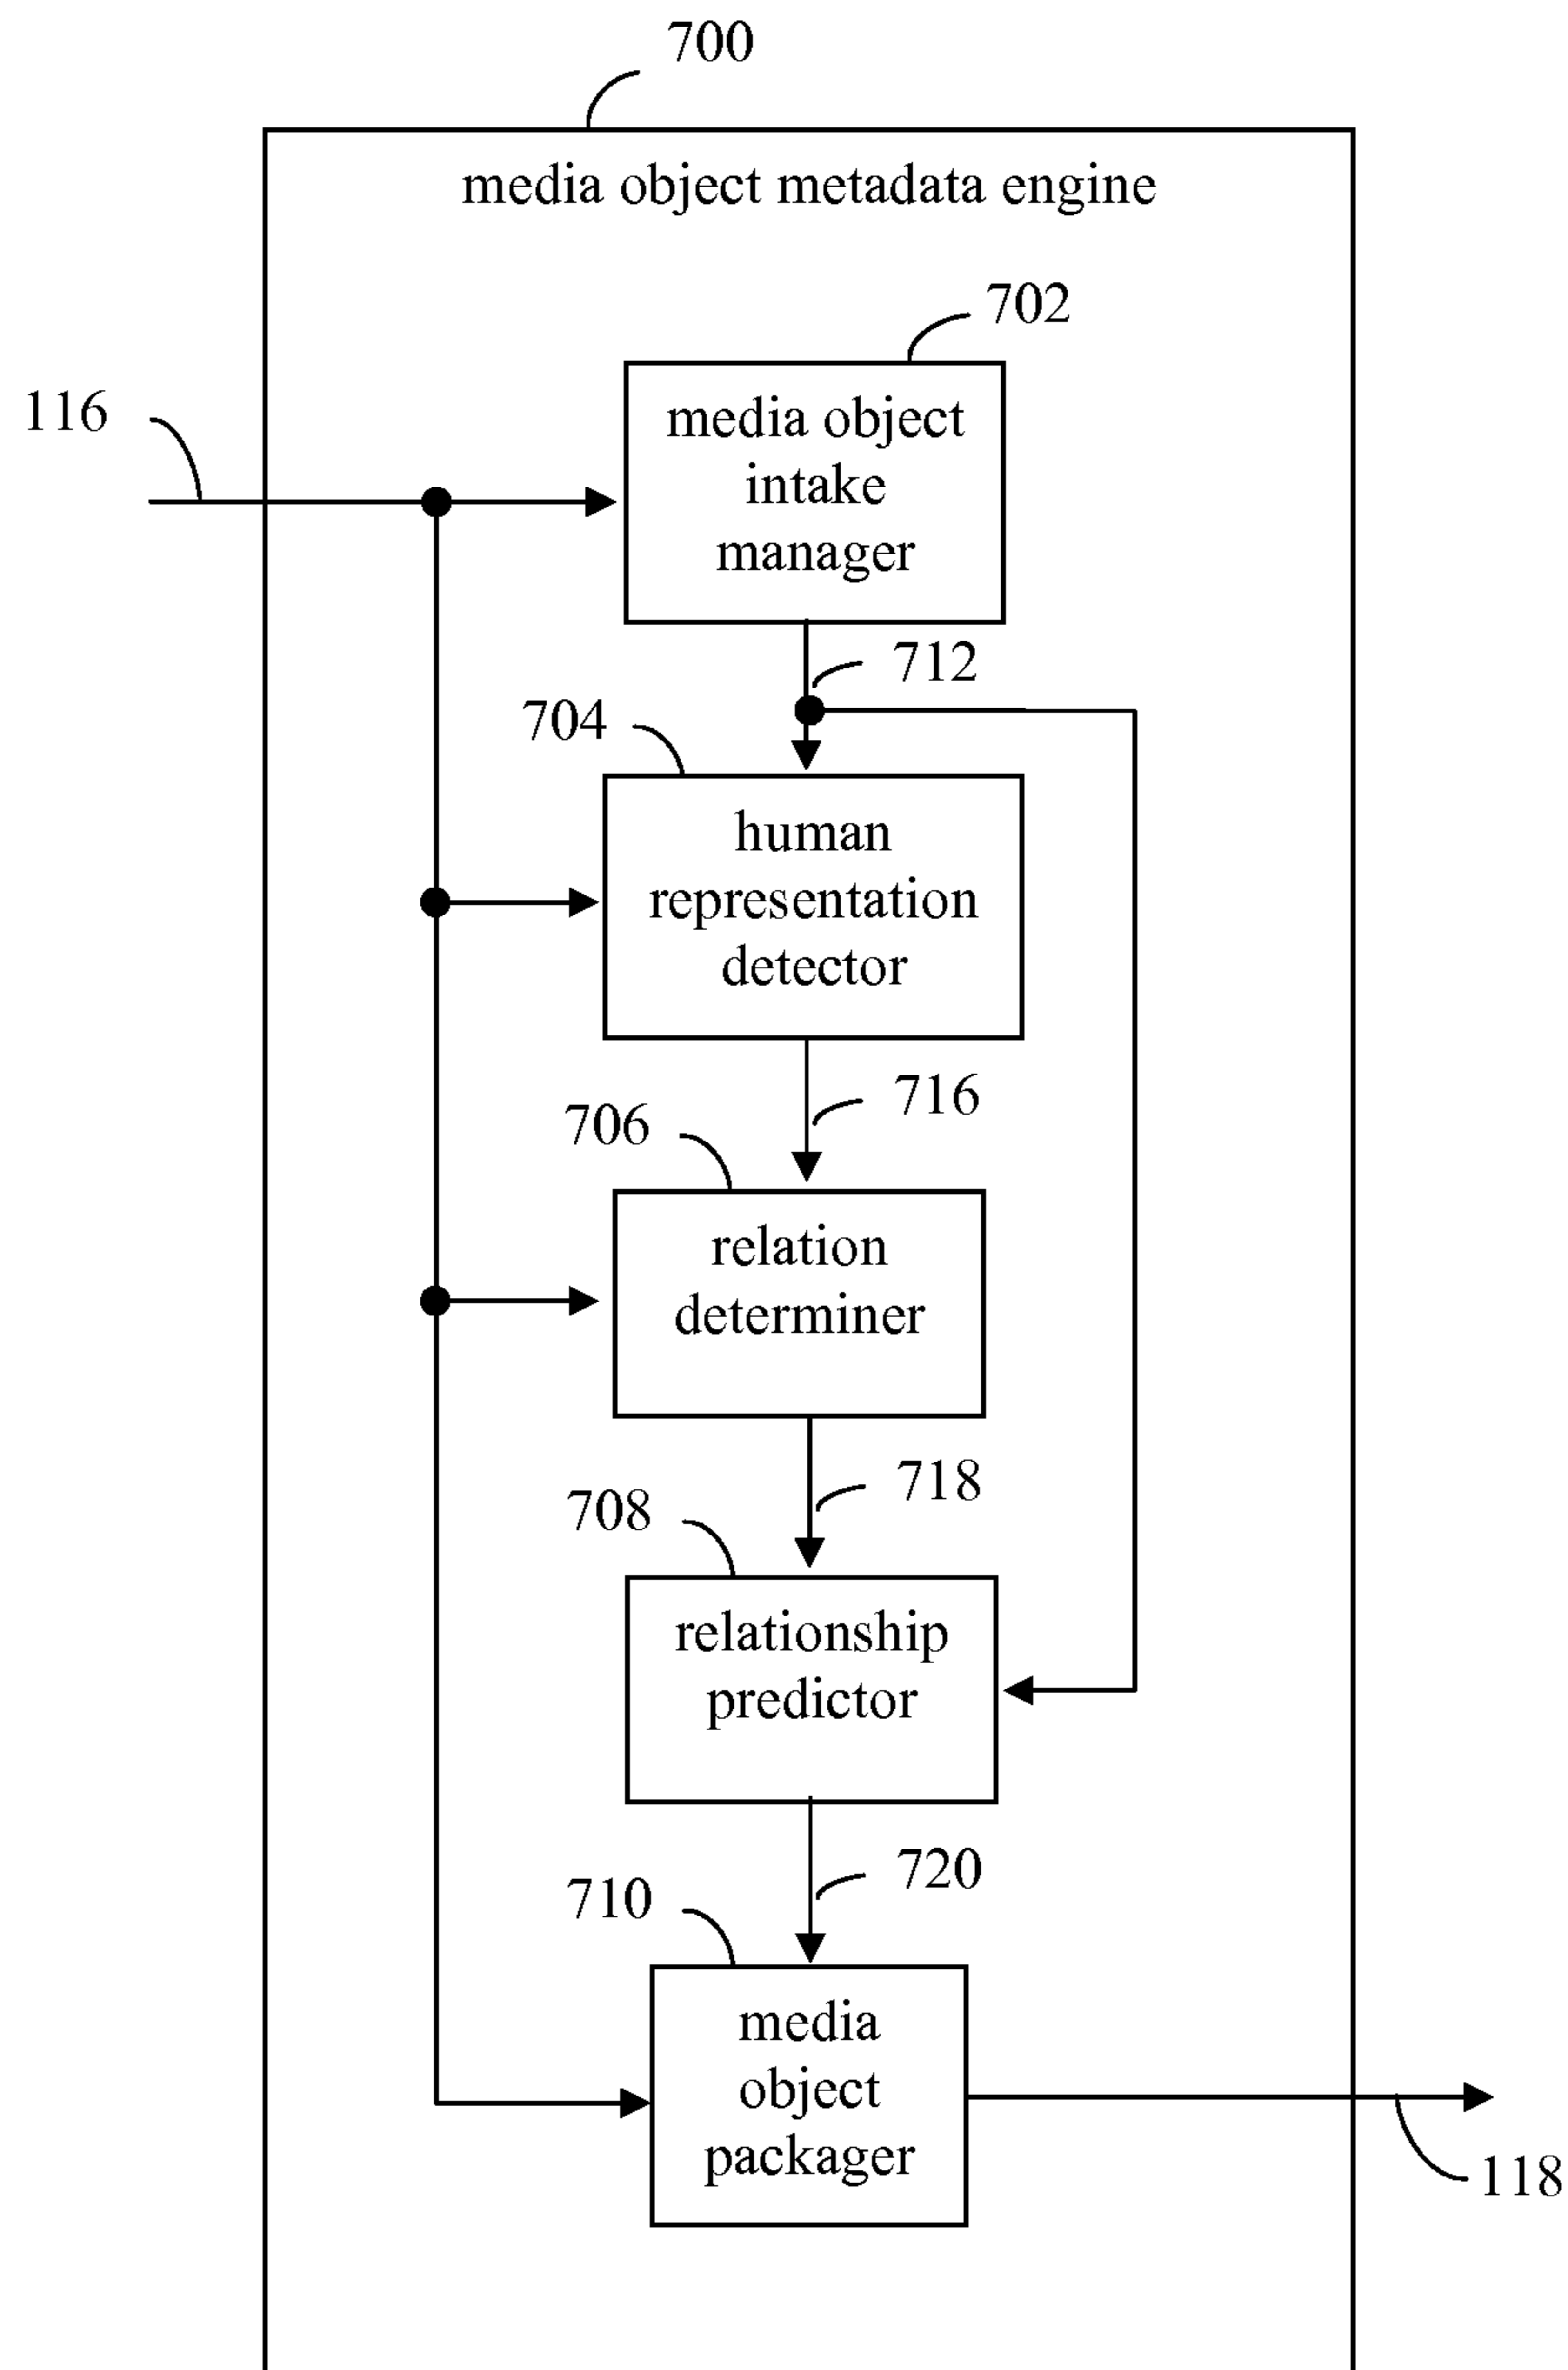 700
media object metadata engine
702
116
media object
intake
manager
712
704
human
representation
detector
716
706
relation
determiner
718
708
relationship
predictor
720
710
media
object
packager
118